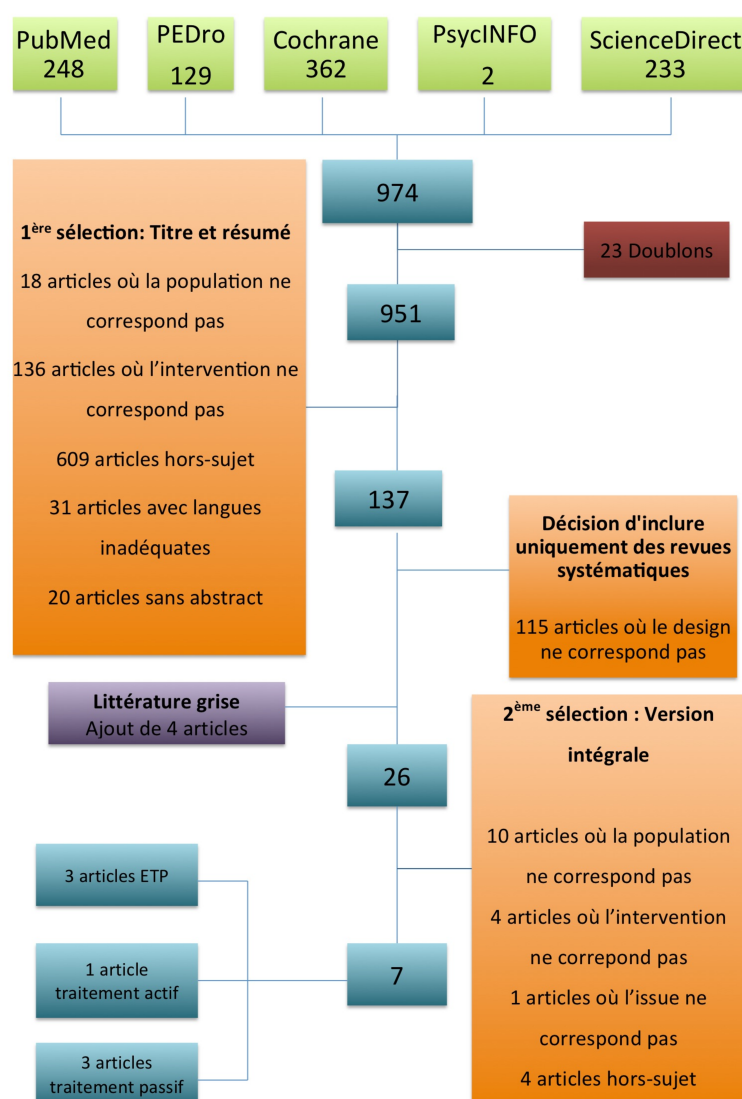 PubMed
248
PEDro
129
Cochrane
362
PsycINFO
2
ScienceDirect
233
974
23 Doublons
951
1ère sélection: Titre et résumé
18 articles où la population ne
correspond pas
136 articles où l'intervention ne
correspond pas
609 articles hors-sujet
31 articles avec langues
inadéquates
20 articles sans abstract
137
Décision d'inclure
uniquement des revues
systématiques
115 articles où le design
ne correspond pas
Littérature grise
Ajout de 4 articles
26
2ème sélection : Version
intégrale
10 articles où la population
ne correspond pas
4 articles où l'intervention
ne correpond pas
1 articles où l'issue ne
correspond pas
4 articles hors-sujet
7
3 articles ETP
1 article
traitement actif
3 articles
traitement passif